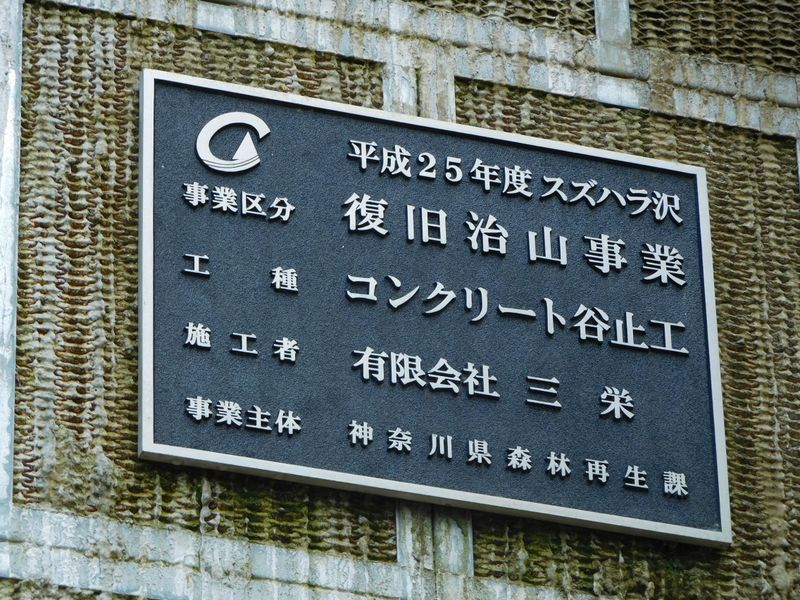 平成25年度 スズハラ沢
事業区分 復旧治山事業
工種 コンクリート谷止工
施工者 有限会社 三栄
事業主体 神奈川県森林再生課